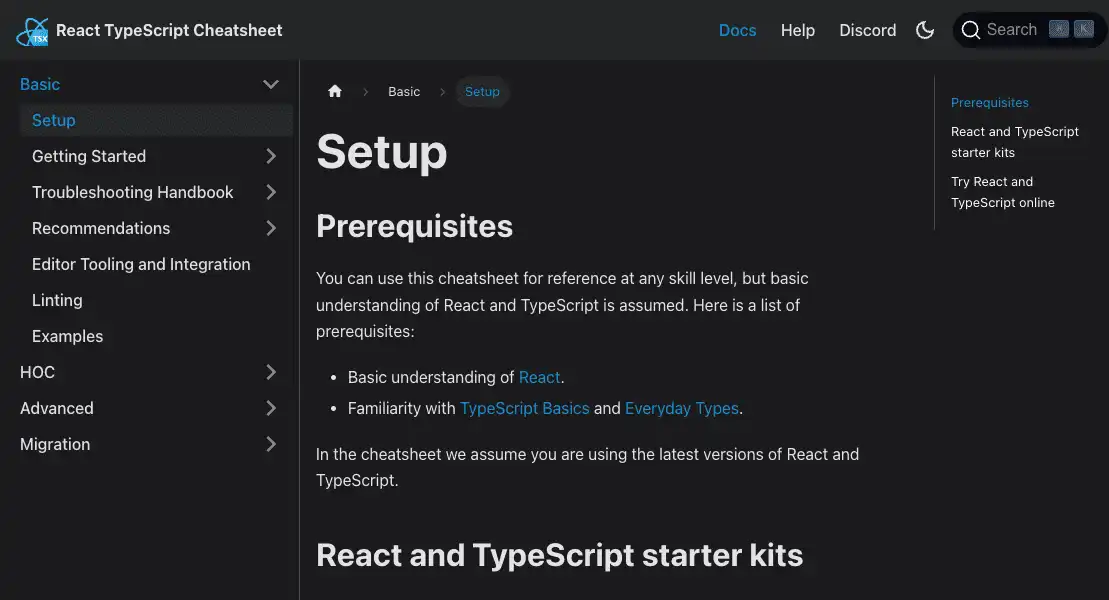 TSX
React TypeScript Cheatsheet
Docs
Help
Discord
Search
⌘
K
Basic
Setup
Getting Started
Troubleshooting Handbook
Recommendations
Editor Tooling and Integration
Linting
Examples
HOC
Advanced
Migration
Basic
Setup
Setup
Prerequisites
You can use this cheatsheet for reference at any skill level, but basic
understanding of React and TypeScript is assumed. Here is a list of
prerequisites:
• Basic understanding of React.
• Familiarity with TypeScript Basics and Everyday Types.
In the cheatsheet we assume you are using the latest versions of React and
TypeScript.
React and TypeScript starter kits
Prerequisites
React and TypeScript
starter kits
Try React and
TypeScript online